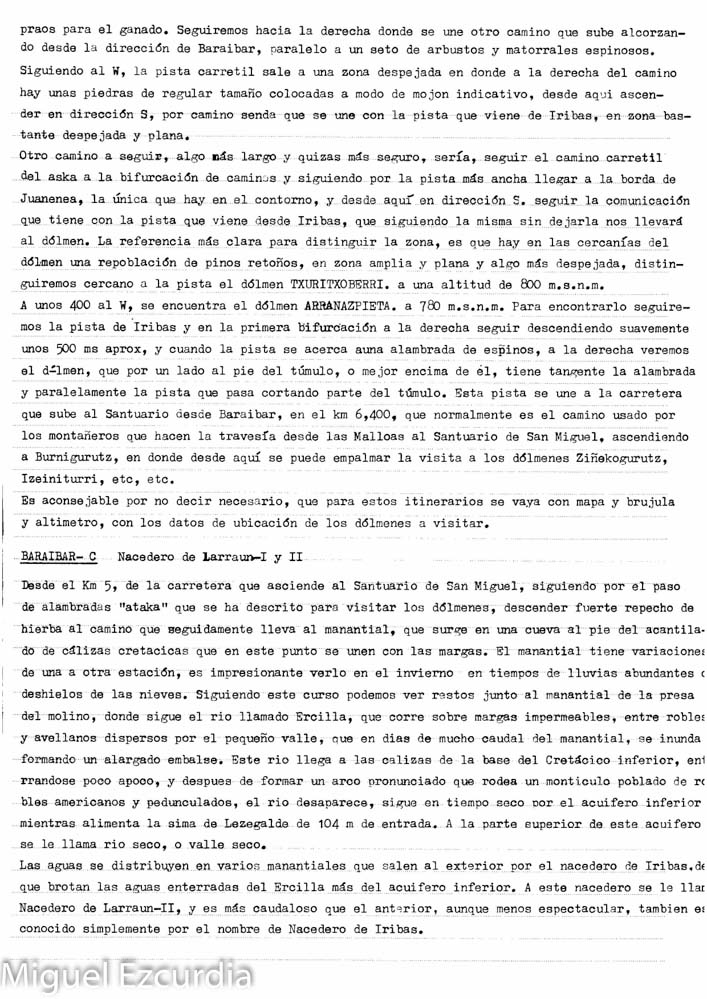 praos para el ganado. Seguiremos hacia la derecha donde se une otro camino que sube alcorzan-
do desde la dirección de Baraibar, paralelo a un seto de arbustos y matorrales espinosos.
Siguiendo al W, la pista carretil sale a una zona despejada en donde a la derecha del camino
hay unas piedras de regular tamaño colocadas a modo de mojon indicativo, desde aqui ascen-
der en dirección S, por camino senda que se une con la pista que viene de Iribas, en zona bas-
tante despejada y plana.
Otro camino a seguir, algo más largo y quizas más seguro, sería, seguir el camino carretil
del aska a la bifurcación de caminos y siguiendo por la pista más ancha llegar a la borda de
Juanenea, la única que hay en el contorno, y desde aquí en dirección S. seguir la comunicación
que tiene con la pista que viene desde Iribas, que siguiendo la misma sin dejarla nos llevará
al dólmen. La referencia más clara para distinguir la zona, es que hay en las cercanías del
dólmen una repoblación de pinos retoños, en zona amplia y plana y algo más despejada, distin-
guiremos cercano a la pista el dólmen TXURITXOBERRI. a una altitud de 800 m.s.n.m.
A unos 400 al W, se encuentra el dólmen ARRANAZPIETA. a 780 m.s.n.m. Para encontrarlo seguire-
mos la pista de Iribas y en la primera bifurcación a la derecha seguir descendiendo suavemente
unos 500 ms aprox, y cuando la pista se acerca auna alambrada de espinos, a la derecha veremos
el dólmen, que por un lado al pie del túmulo, o mejor encima de él, tiene tangente la alambrada
y paralelamente la pista que pasa cortando parte del túmulo. Esta pista se une a la carretera
que sube al Santuario desde Baraibar, en el km 6,400, que normalmente es el camino usado por
los montañeros que hacen la travesía desde las Malloas al Santuario de San Miguel, ascendiendo
a Burnigurutz, en donde desde aquí se puede empalmar la visita a los dólmenes Ziñekogurutz,
Izeiniturri, etc, etc.
Es aconsejable por no decir necesario, que para estos itinerarios se vaya con mapa y brujula
y altimetro, con los datos de ubicación de los dólmenes a visitar.
BARAIBAR- C Nacedero de Larraun-I y II
Desde el Km 5, de la carretera que asciende al Santuario de San Miguel, siguiendo por el paso
de alambradas "ataka" que se ha descrito para visitar los dólmenes, descender fuerte repecho de
hierba al camino que seguidamente lleva al manantial, que surge en una cueva al pie del acantila-
do de cálizas cretacicas que en este punto se unen con las margas. El manantial tiene variaciones
de una a otra estación, es impresionante verlo en el invierno en tiempos de lluvias abundantes o
deshielos de las nieves. Siguiendo este curso podemos ver restos junto al manantial de la presa
del molino, donde sigue el rio llamado Ercilla, que corre sobre margas impermeables, entre robles
y avellanos dispersos por el pequeño valle, que en dias de mucho caudal del manantial, se inunda
formando un alargado embalse. Este rio llega a las calizas de la base del Cretácico inferior, ent
rrandose poco apoco, y despues de formar un arco pronunciado que rodea un monticulo poblado de ro
bles americanos y pedunculados, el rio desaparece, sigue en tiempo seco por el acuifero inferior
mientras alimenta la sima de Lezegalde de 104 m de entrada. A la parte superior de este acuifero
se le llama rio seco, o valle seco.
Las aguas se distribuyen en varios manantiales que salen al exterior por el nacedero de Iribas.de
que brotan las aguas enterradas del Ercilla más del acuifero inferior. A este nacedero se le llam
Nacedero de Larraun-II, y es más caudaloso que el anterior, aunque menos espectacular, tambien es
conocido simplemente por el nombre de Nacedero de Iribas.
Miguel Ezcurdia